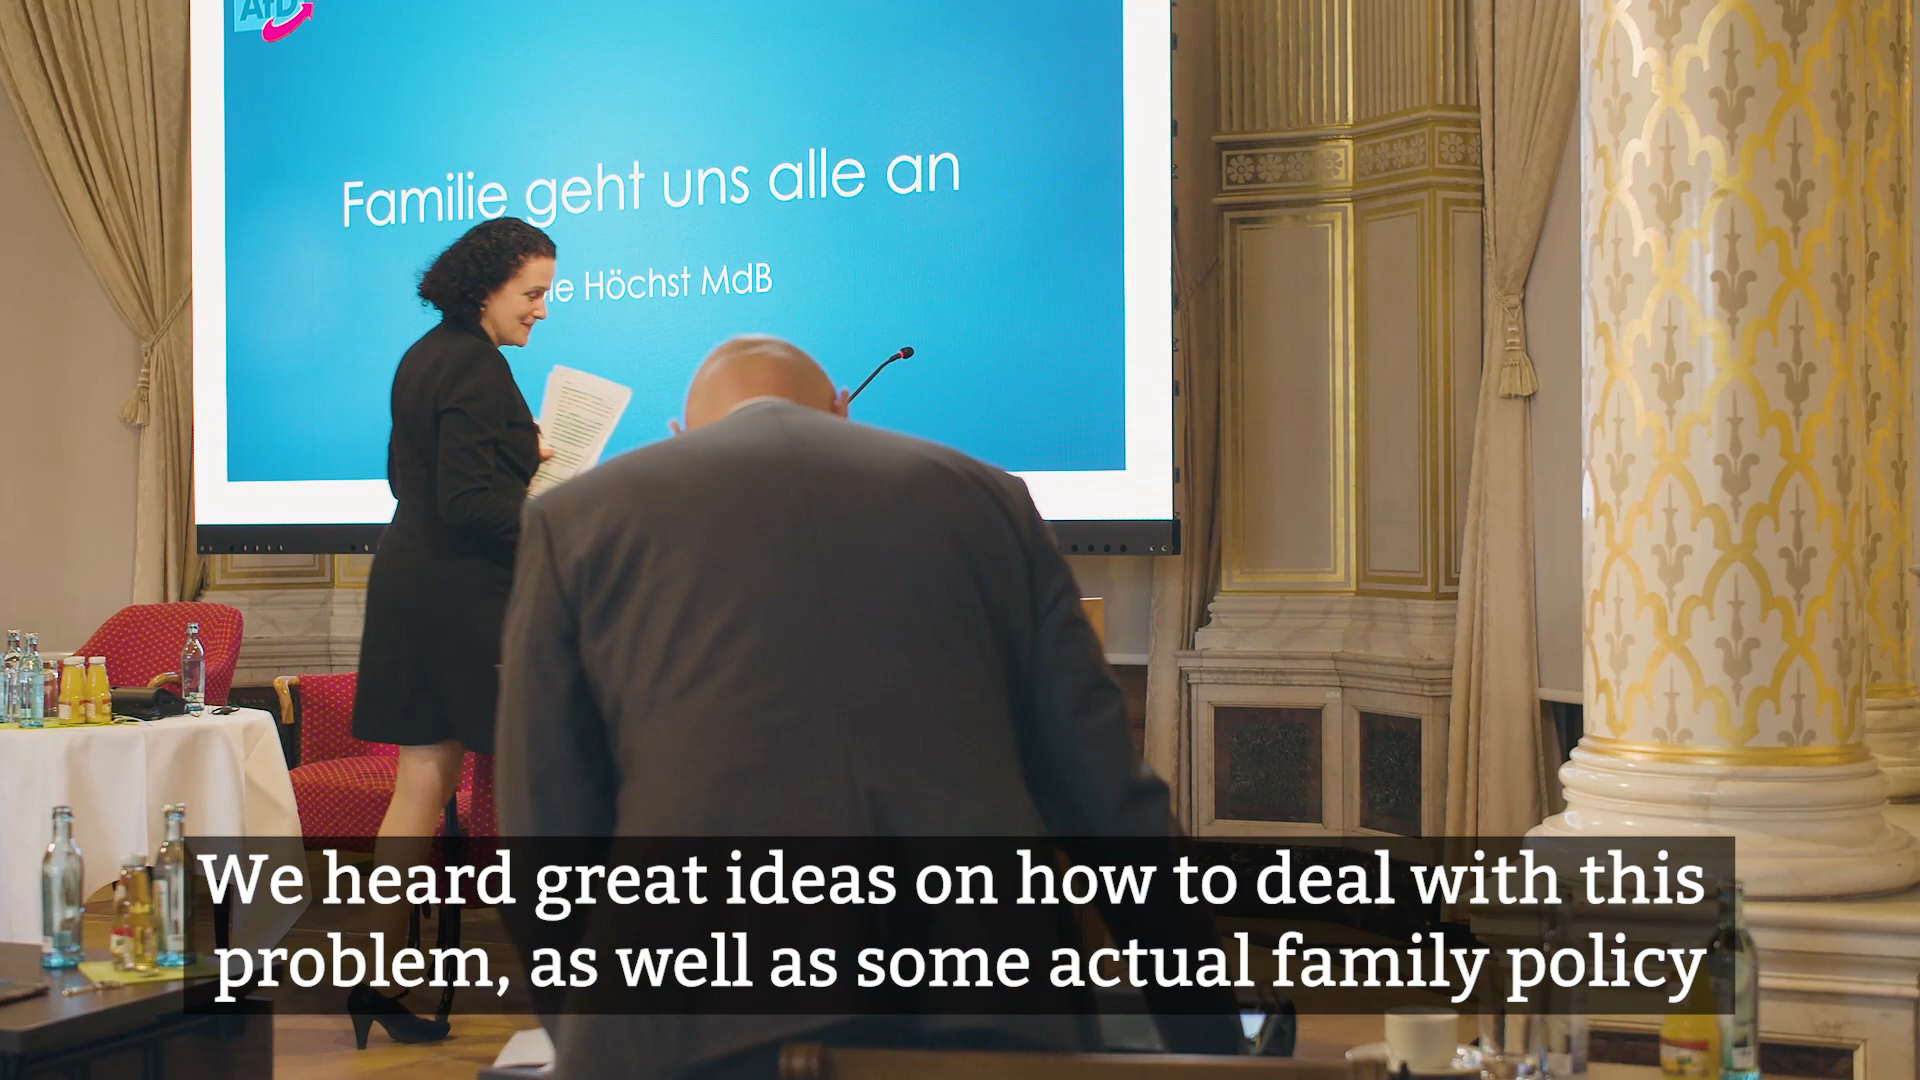 AfD
Familie geht uns alle an
Höchst MdB
We heard great ideas on how to deal with this
problem, as well as some actual family policy